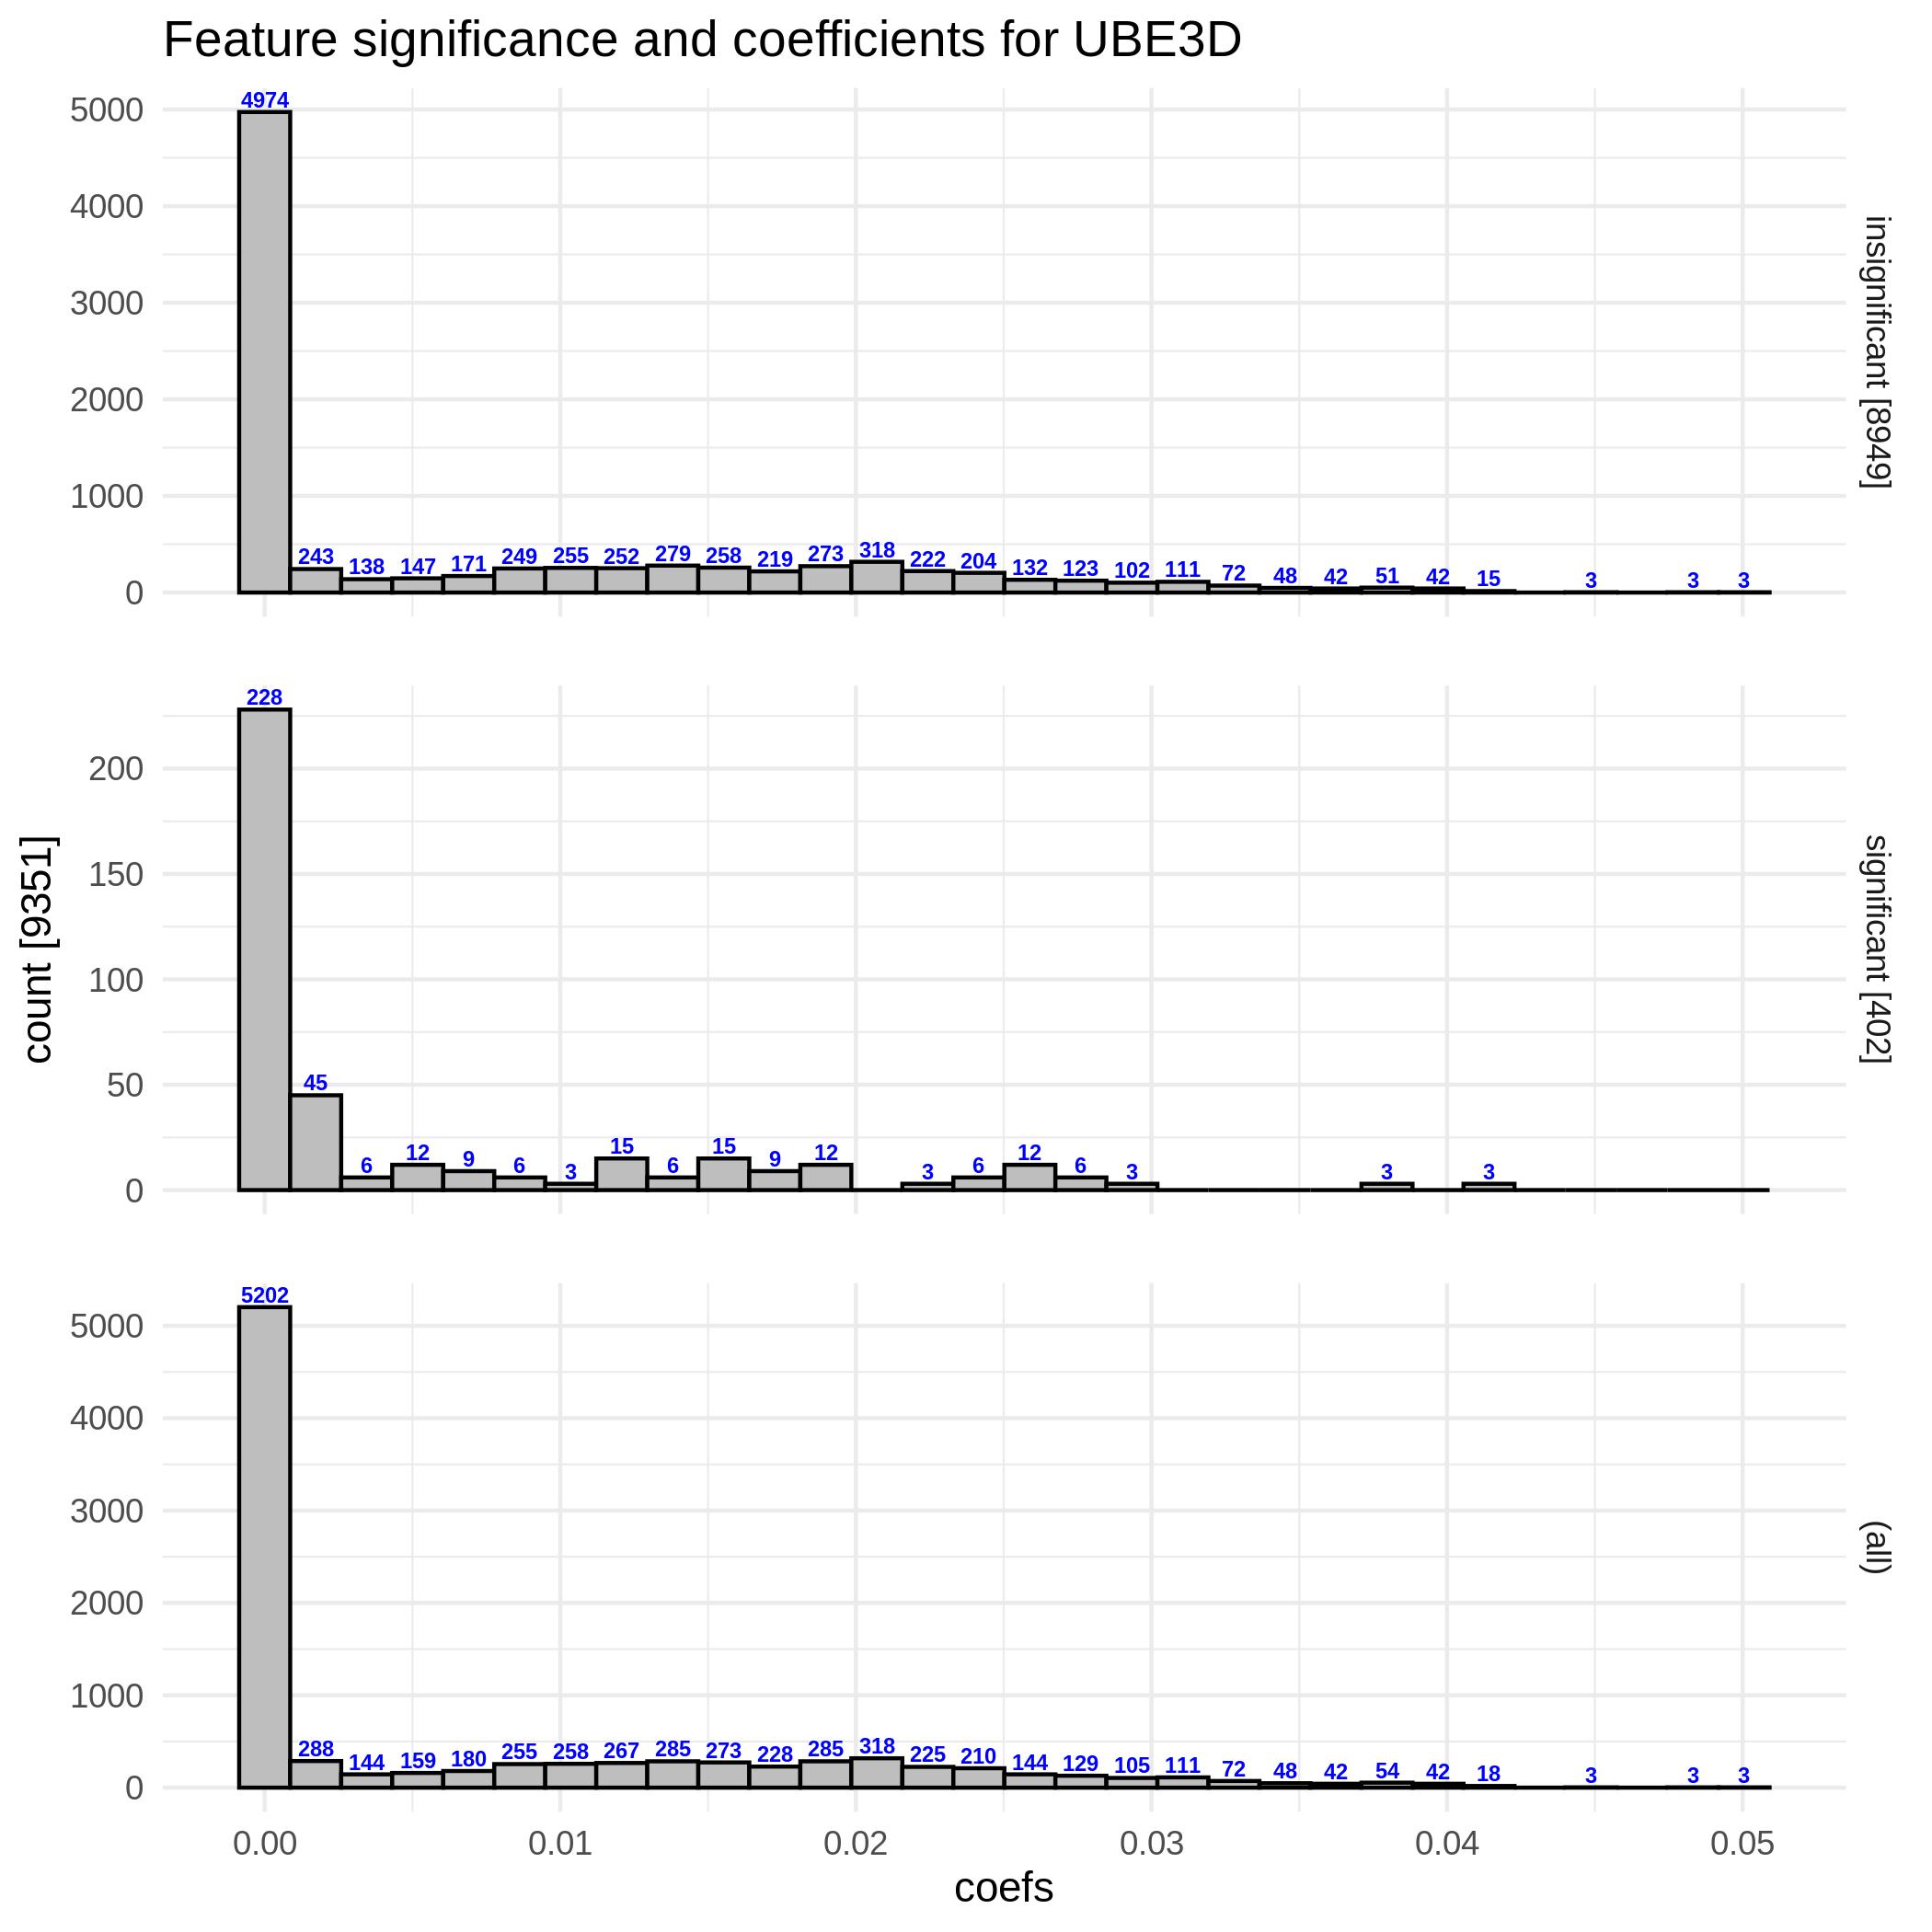 Feature significance and coefficients for UBE3D
count [9351]
5000
4000
3000
2000
1000
0
4974 243 138 147 171 249 255 252 279 258 219 273 318 222 204 132 123 102 111 72 48 42 51 42 15 3 3 3
insignificant [8949]
200
150
100
50
0
228 45 6 12 9 6 3 15 6 15 9 12 3 6 12 6 3 3 3
significant [402]
5000
4000
3000
2000
1000
0
5202 288 144 159 180 255 258 267 285 273 228 285 318 225 210 144 129 105 111 72 48 42 54 42 18 3 3 3
(all)
0.00 0.01 0.02 0.03 0.04 0.05
coefs